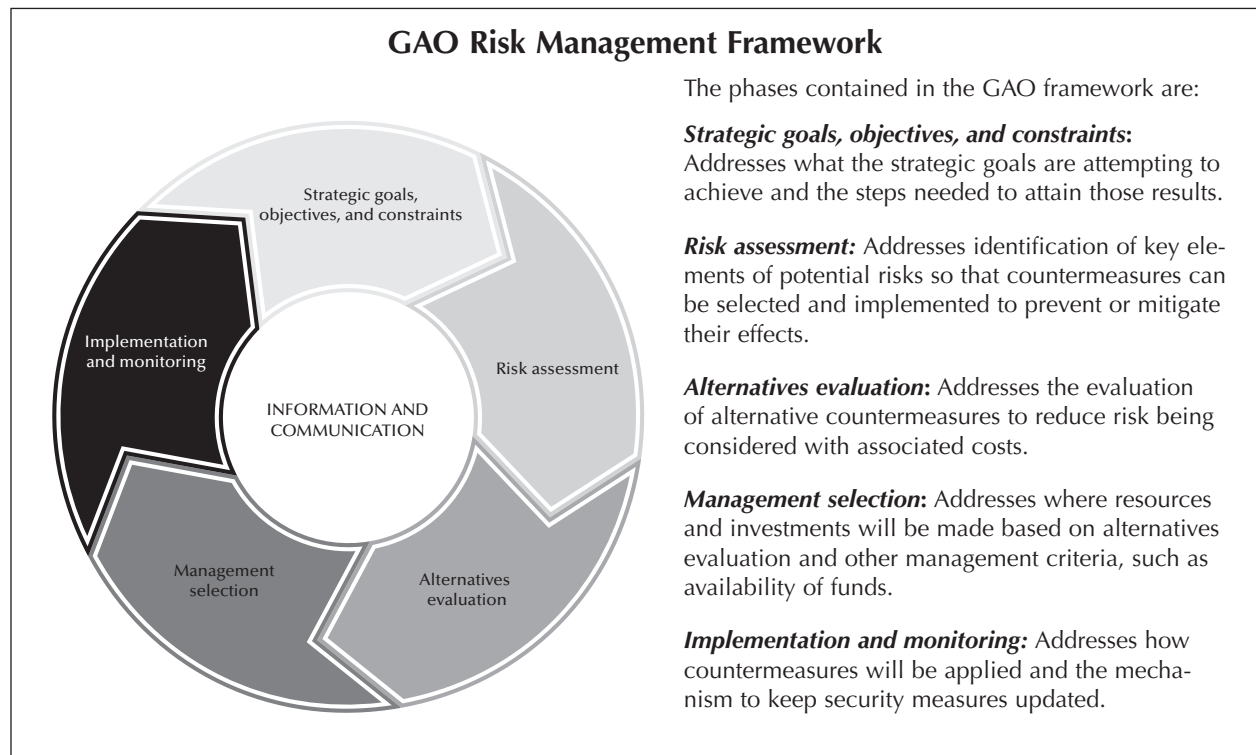 GAO Risk Management Framework
Strategic goals,
objectives, and constraints
Risk assessment
Alternatives
evaluation
Management
selection
Implementation
and monitoring
INFORMATION AND
COMMUNICATION
The phases contained in the GAO framework are:
Strategic goals, objectives, and constraints:
Addresses what the strategic goals are attempting to
achieve and the steps needed to attain those results.
Risk assessment: Addresses identification of key ele-
ments of potential risks so that countermeasures can
be selected and implemented to prevent or mitigate
their effects.
Alternatives evaluation: Addresses the evaluation
of alternative countermeasures to reduce risk being
considered with associated costs.
Management selection: Addresses where resources
and investments will be made based on alternatives
evaluation and other management criteria, such as
availability of funds.
Implementation and monitoring: Addresses how
countermeasures will be applied and the mecha-
nism to keep security measures updated.